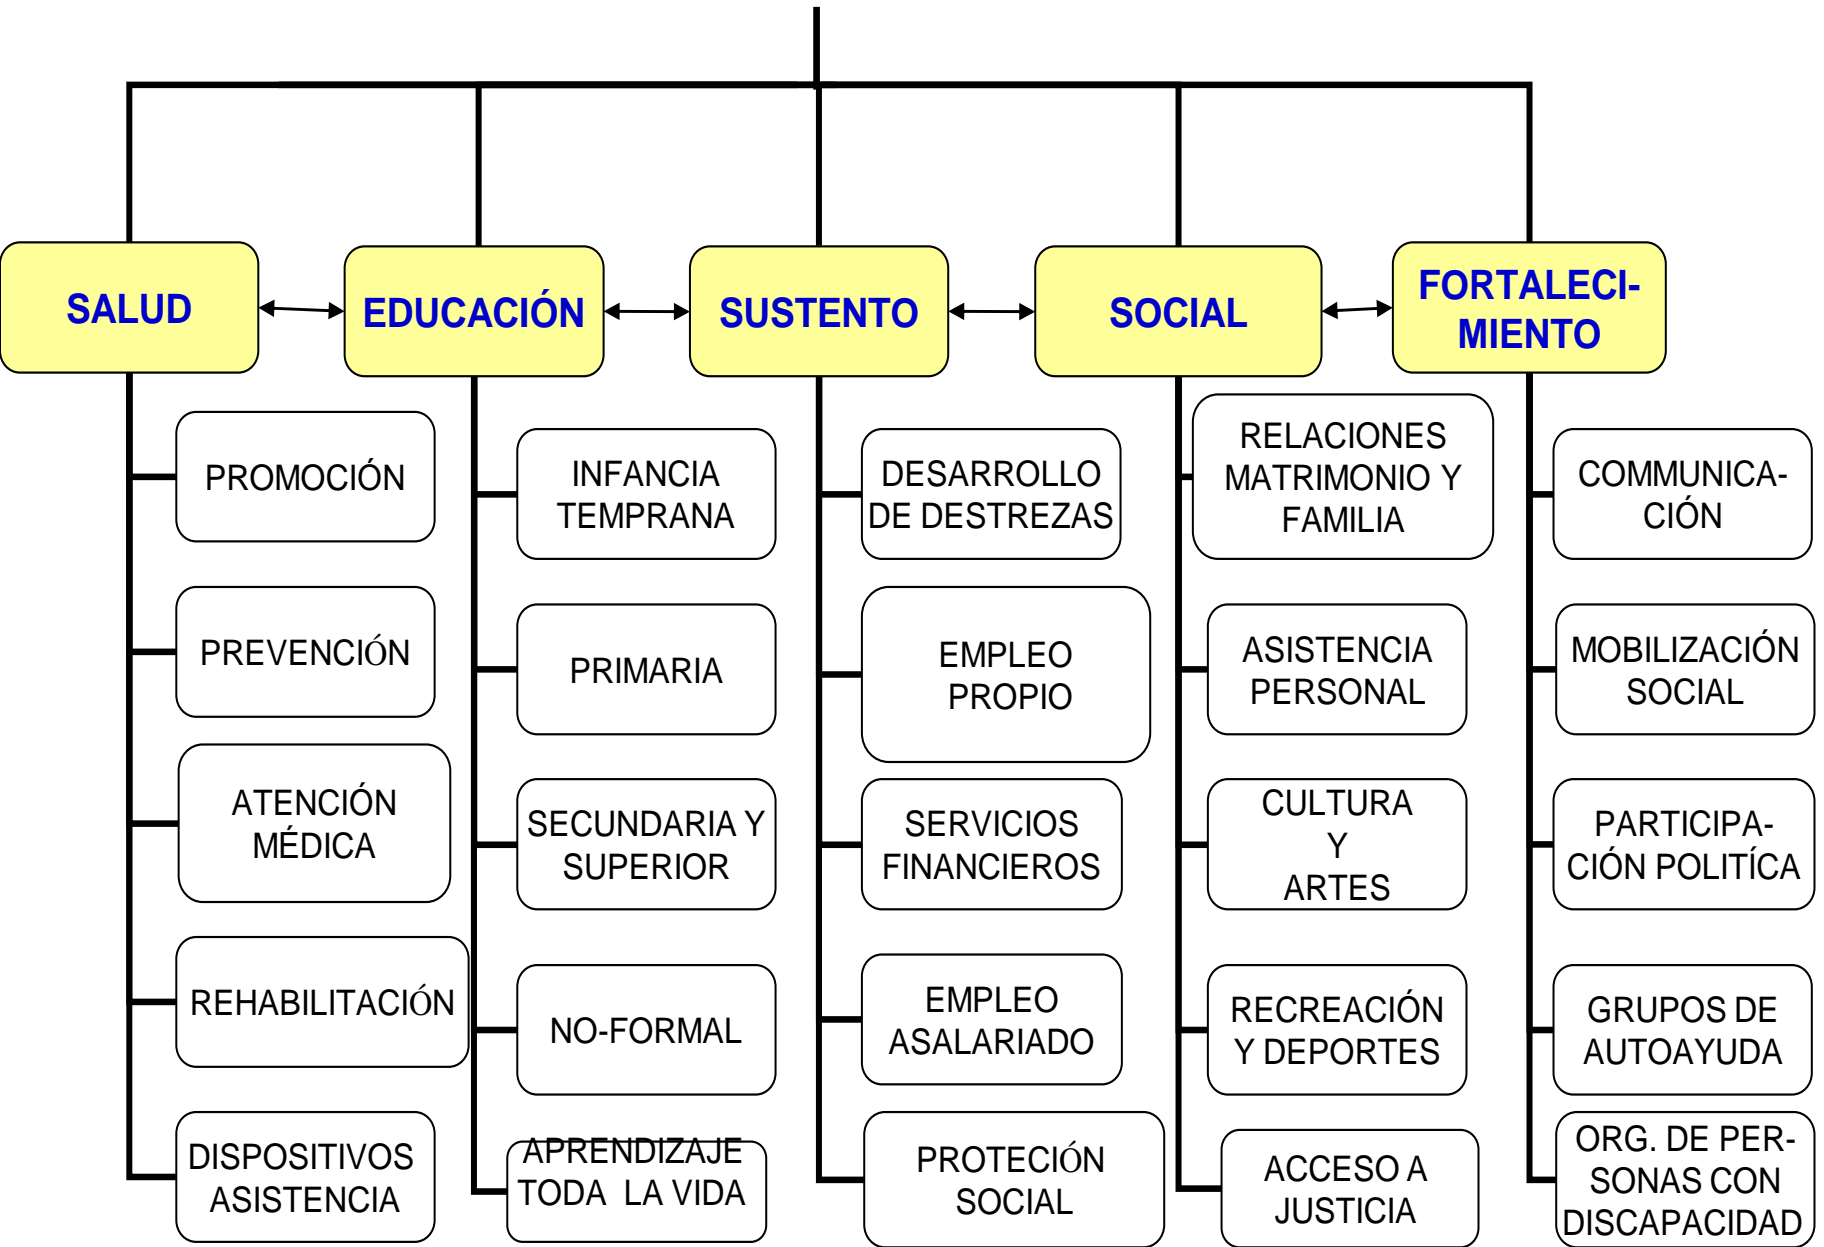 SALUD
EDUCACIÓN
SUSTENTO
SOCIAL
FORTALECI-
MIENTO
PROMOCIÓN
PREVENCIÓN
ATENCIÓN
MÉDICA
REHABILITACIÓN
DISPOSITIVOS
ASISTENCIA
INFANCIA
TEMPRANA
PRIMARIA
SECUNDARIA Y
SUPERIOR
NO-FORMAL
APRENDIZAJE
TODA LA VIDA
DESARROLLO
DE DESTREZAS
EMPLEO
PROPIO
SERVICIOS
FINANCIEROS
EMPLEO
ASALARIADO
PROTECIÓN
SOCIAL
RELACIONES
MATRIMONIO Y
FAMILIA
ASISTENCIA
PERSONAL
CULTURA
Y
ARTES
RECREACIÓN
Y DEPORTES
ACCESO A
JUSTICIA
COMMUNICA-
CIÓN
MOBILIZACIÓN
SOCIAL
PARTICIPA-
CIÓN POLITÍCA
GRUPOS DE
AUTOAYUDA
ORG. DE PER-
SONAS CON
DISCAPACIDAD